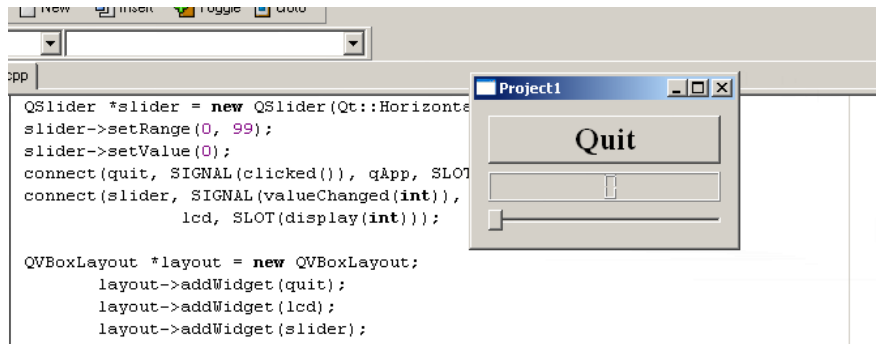 New Insert Toggle Goto
cpp
QSlider *slider = new QSlider(Qt::Horizonta
slider->setRange(0, 99);
slider->setValue(0);
connect(quit, SIGNAL(clicked()), qApp, SLOT
connect(slider, SIGNAL(valueChanged(int)),
lcd, SLOT(display(int)));
QVBoxLayout *layout = new QVBoxLayout;
layout->addWidget(quit);
layout->addWidget(lcd);
layout->addWidget(slider);
Project1
Quit
0